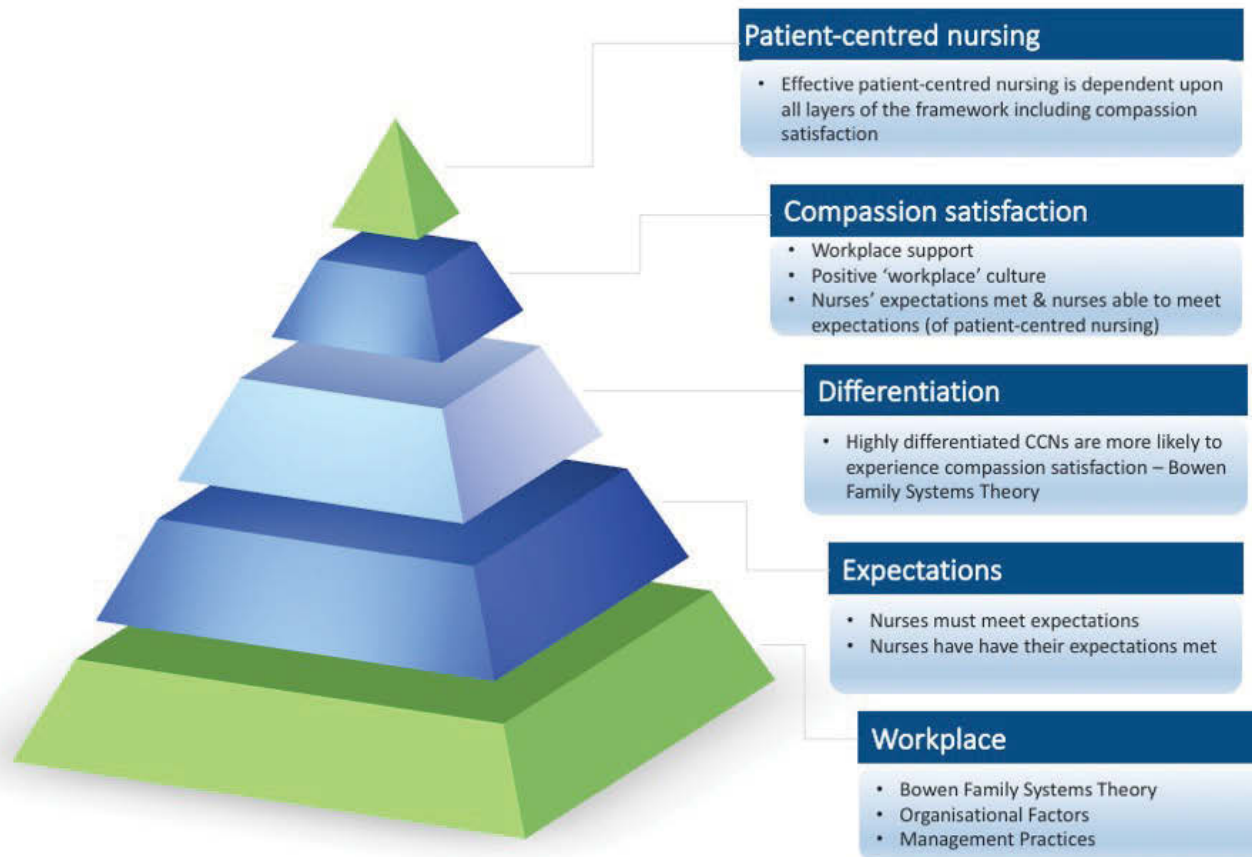 Patient-centred nursing
• Effective patient-centred nursing is dependent upon
all layers of the framework including compassion
satisfaction
Compassion satisfaction
• Workplace support
• Positive ‘workplace’ culture
• Nurses’ expectations met & nurses able to meet
expectations (of patient-centred nursing)
Differentiation
• Highly differentiated CCNs are more likely to
experience compassion satisfaction – Bowen
Family Systems Theory
Expectations
• Nurses must meet expectations
• Nurses have have their expectations met
Workplace
• Bowen Family Systems Theory
• Organisational Factors
• Management Practices